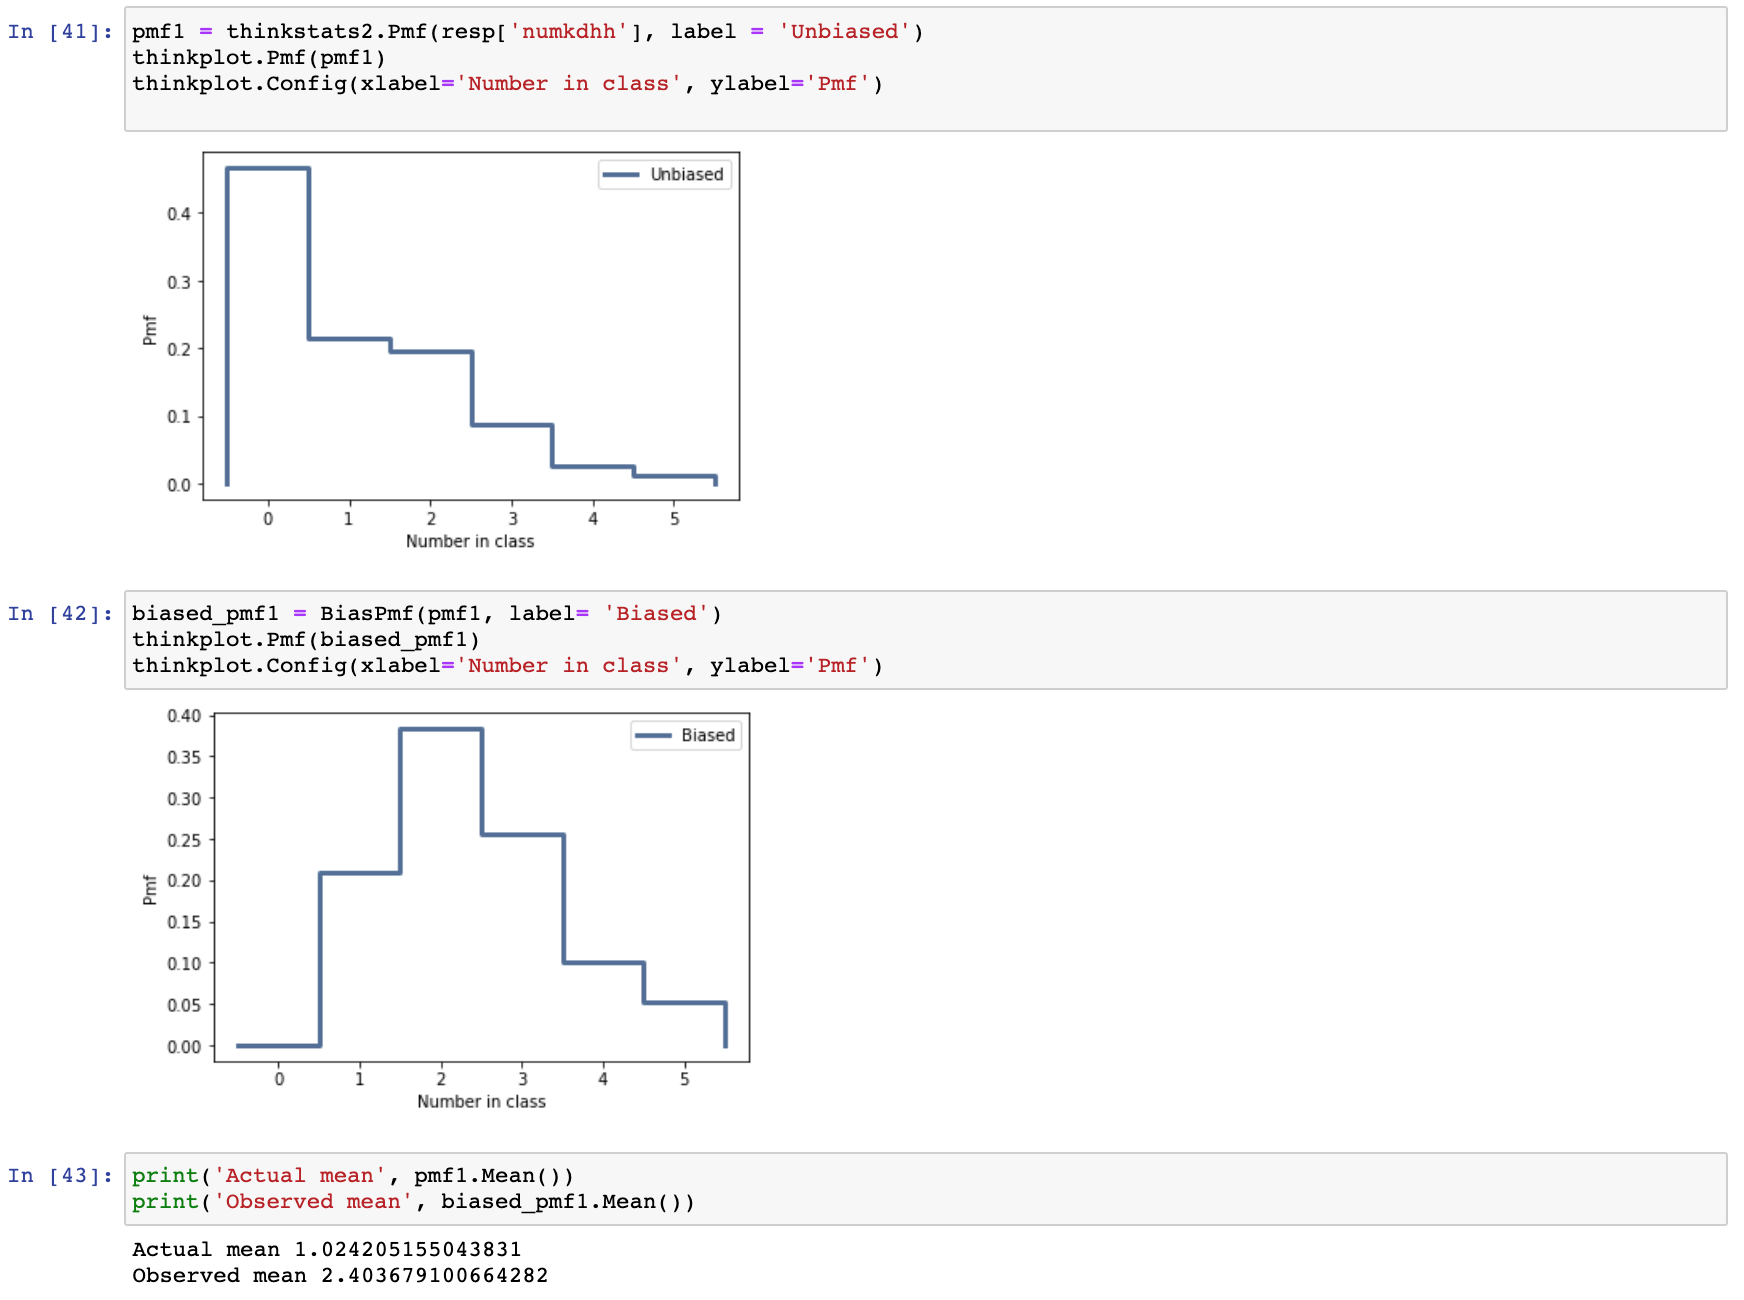 In [41]: pmf1 = thinkstats2.Pmf(resp['numkdhh'], label = 'Unbiased')
thinkplot.Pmf(pmf1)
thinkplot.Config(xlabel='Number in class', ylabel='Pmf')
Unbiased
0.4
0.3
0.2
0.1
0.0
Pmf
0 1 2 3 4 5
Number in class
In [42]: biased_pmf1 = BiasPmf(pmf1, label= 'Biased')
thinkplot.Pmf(biased_pmf1)
thinkplot.Config(xlabel='Number in class', ylabel='Pmf')
Biased
0.40
0.35
0.30
0.25
0.20
0.15
0.10
0.05
0.00
Pmf
0 1 2 3 4 5
Number in class
In [43]: print('Actual mean', pmf1.Mean())
print('Observed mean', biased_pmf1.Mean())
Actual mean 1.024205155043831
Observed mean 2.403679100664282